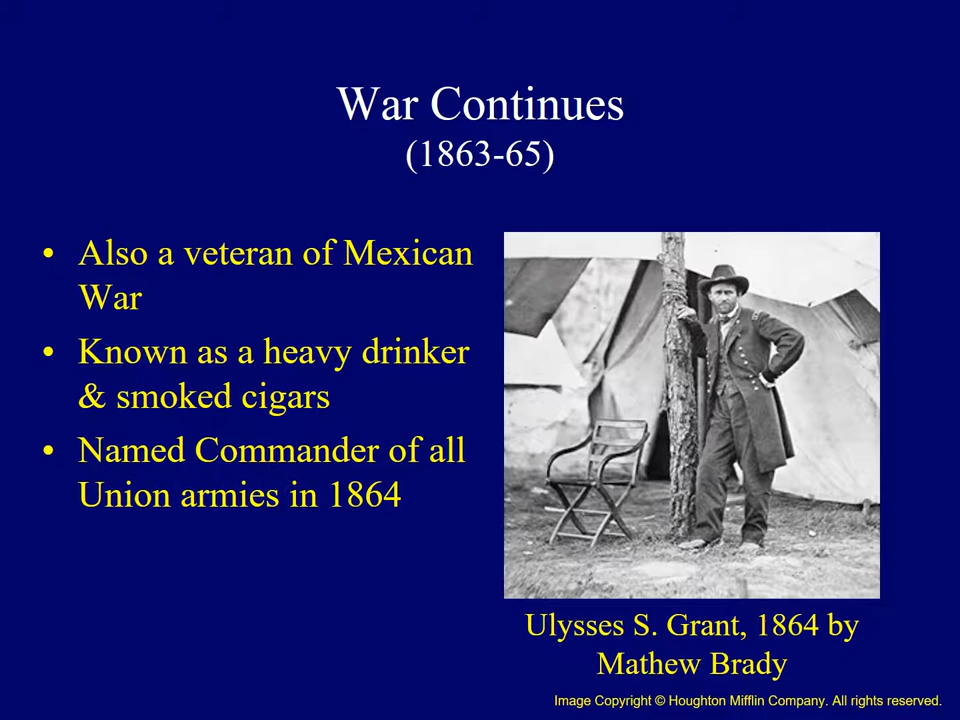 War Continues
(1863-65)
• Also a veteran of Mexican
War
• Known as a heavy drinker
& smoked cigars
• Named Commander of all
Union armies in 1864
Ulysses S. Grant, 1864 by
Mathew Brady
Image Copyright © Houghton Mifflin Company. All rights reserved.